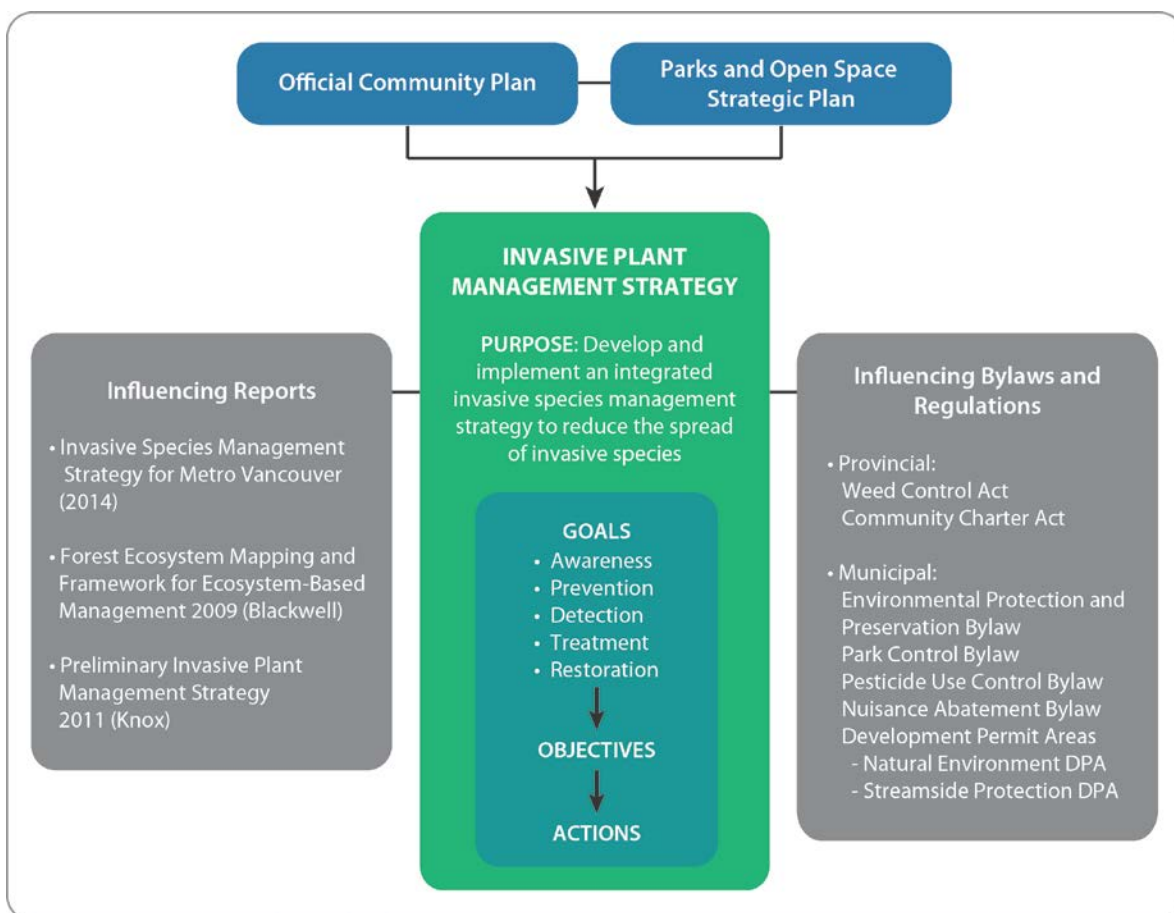 Official Community Plan
Parks and Open Space
Strategic Plan
INVASIVE PLANT
MANAGEMENT STRATEGY
PURPOSE: Develop and
implement an integrated
invasive species management
strategy to reduce the spread
of invasive species
GOALS
• Awareness
• Prevention
• Detection
• Treatment
• Restoration
OBJECTIVES
ACTIONS
Influencing Reports
• Invasive Species Management
Strategy for Metro Vancouver
(2014)
• Forest Ecosystem Mapping and
Framework for Ecosystem-Based
Management 2009 (Blackwell)
• Preliminary Invasive Plant
Management Strategy
2011 (Knox)
Influencing Bylaws and
Regulations
• Provincial:
Weed Control Act
Community Charter Act
• Municipal:
Environmental Protection and
Preservation Bylaw
Park Control Bylaw
Pesticide Use Control Bylaw
Nuisance Abatement Bylaw
Development Permit Areas
- Natural Environment DPA
- Streamside Protection DPA